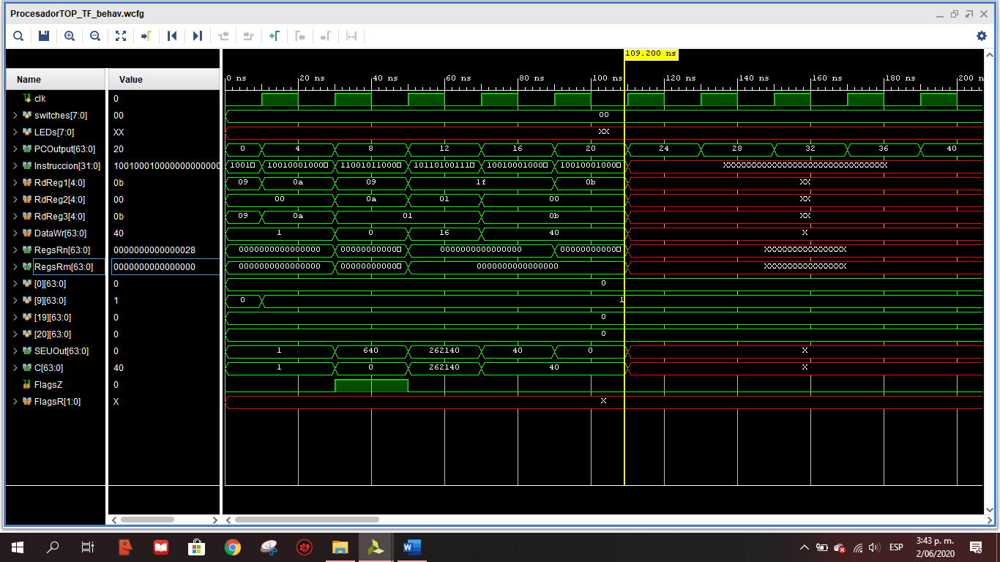 ProcesadorTOP_TF_behav.wcfg
109.200 ns
Name Value
0 ns 20 ns 40 ns 60 ns 80 ns 100 ns 120 ns 140 ns 160 ns 180 ns 200 n
clk 0
switches[7:0] 00 00
LEDs[7:0] XX XX
PCOutput[63:0] 20 0 4 8 12 16 20 24 28 32 36 40
Instruccion[31:0] 10010001 10010001000 11001011000 10110100111 10010001000 10010001000 XXXXXXXXXXXXXXXXXXXXXXXXXXXXXXXX
RdReg1[4:0] 0b 09 0a 09 1f 0b XX
RdReg2[4:0] 00 00 0a 01 00 XX
RdReg3[4:0] 0b 09 0a 01 0b XX
DataWr[63:0] 40 1 0 16 40 X
RegsRn[63:0] 0000000000000028 0000000000000000 00000000000 0000000000000000 00000000000 XXXXXXXXXXXXXXXX
RegsRm[63:0] 0000000000000000 0000000000000000 00000000000 0000000000000000 XXXXXXXXXXXXXXXX
[0][63:0] 0 0
[9][63:0] 1 0 1
[19][63:0] 0 0
[20][63:0] 0 0
SEUOut[63:0] 0 1 640 262140 40 0 X
C[63:0] 40 1 0 262140 40 X
FlagsZ 0
FlagsR[1:0] X X
ESP
3:43 p. m.
2/06/2020